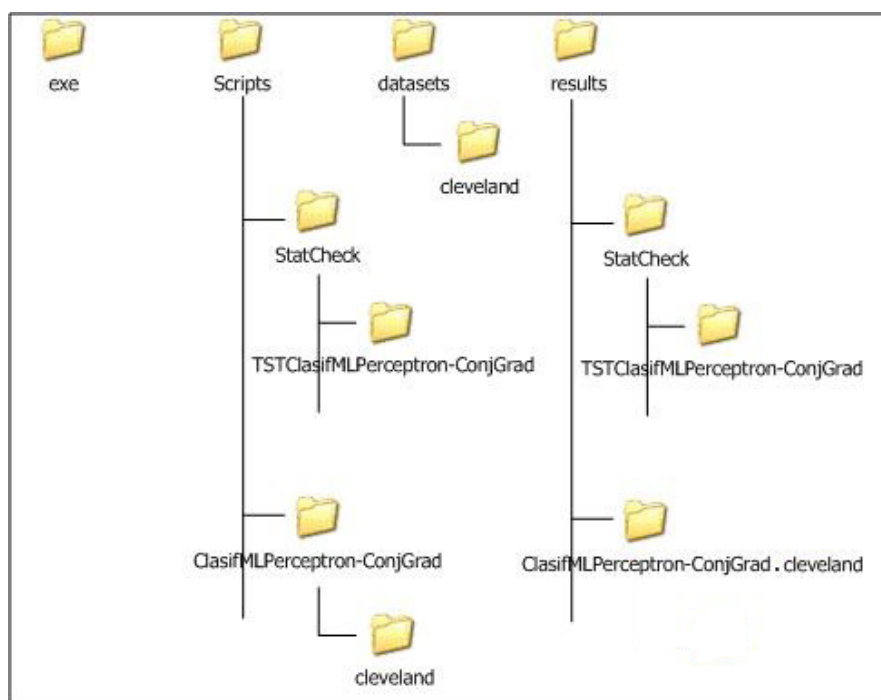 exe
Scripts
datasets
results
cleveland
StatCheck
StatCheck
TSTClasifMLPerceptron-ConjGrad
TSTClasifMLPerceptron-ConjGrad
ClasifMLPerceptron-ConjGrad
ClasifMLPerceptron-ConjGrad.cleveland
cleveland